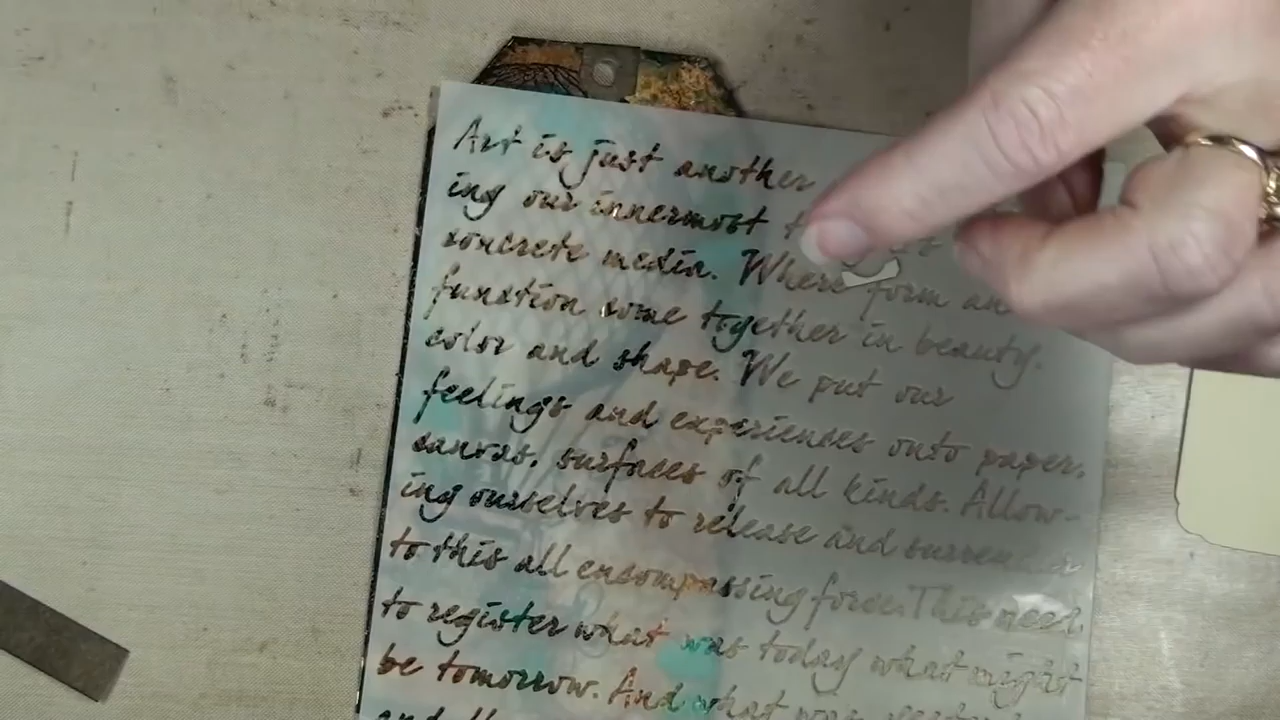 Art is just another
ing our innermost
concrete media. Where form an
function come together in beauty.
color and shape. We put our
feelings and experiences onto paper,
canvas, surfaces of all kinds. Allow-
ing ourselves to release and surrender
to this all encompassing force. This need
to register what was today what might
be tomorrow. And what was